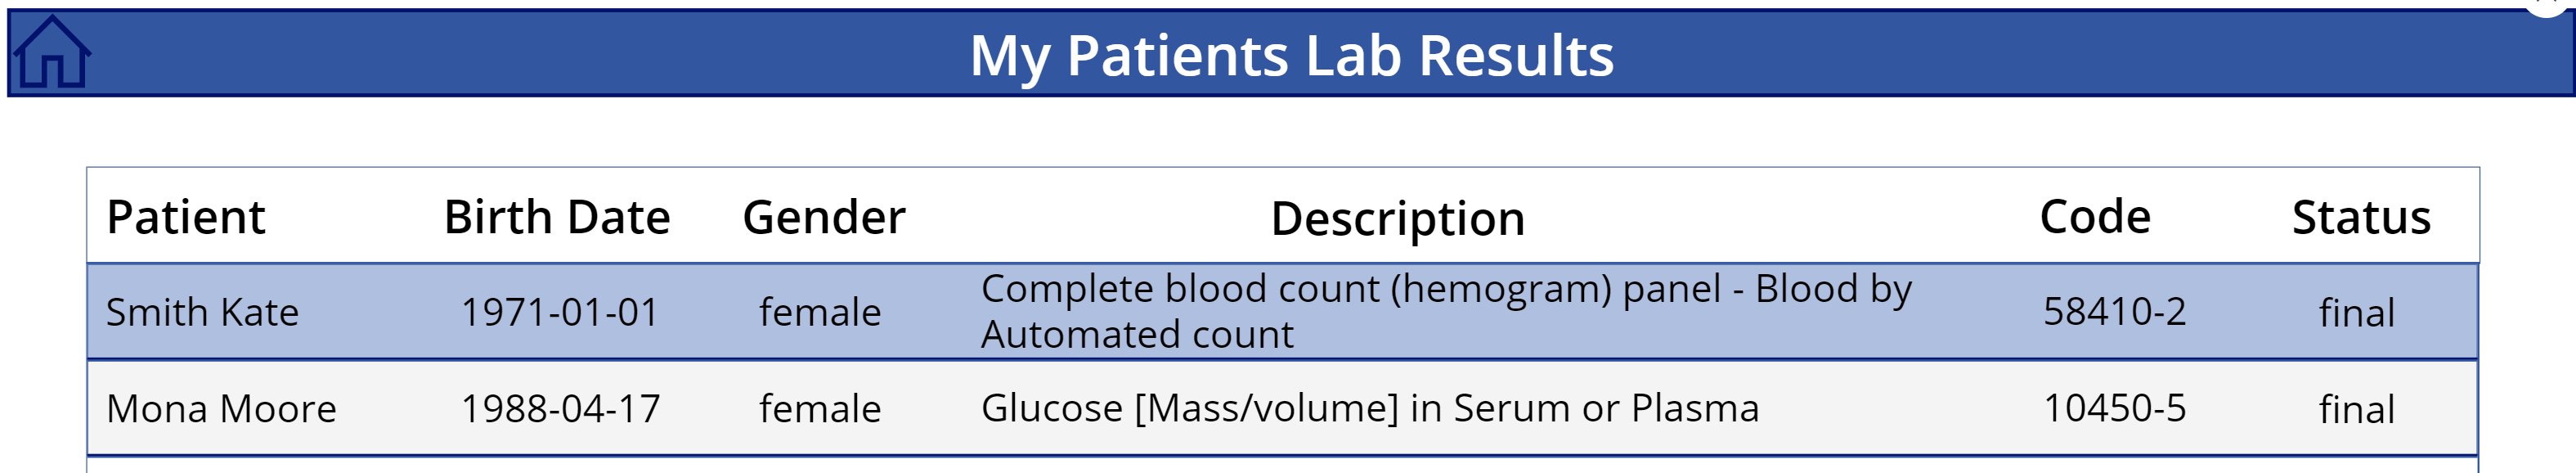 My Patients Lab Results
Patient Birth Date Gender Description Code Status
Smith Kate 1971-01-01 female Complete blood count (hemogram) panel - Blood by
Automated count 58410-2 final
Mona Moore 1988-04-17 female Glucose [Mass/volume] in Serum or Plasma 10450-5 final